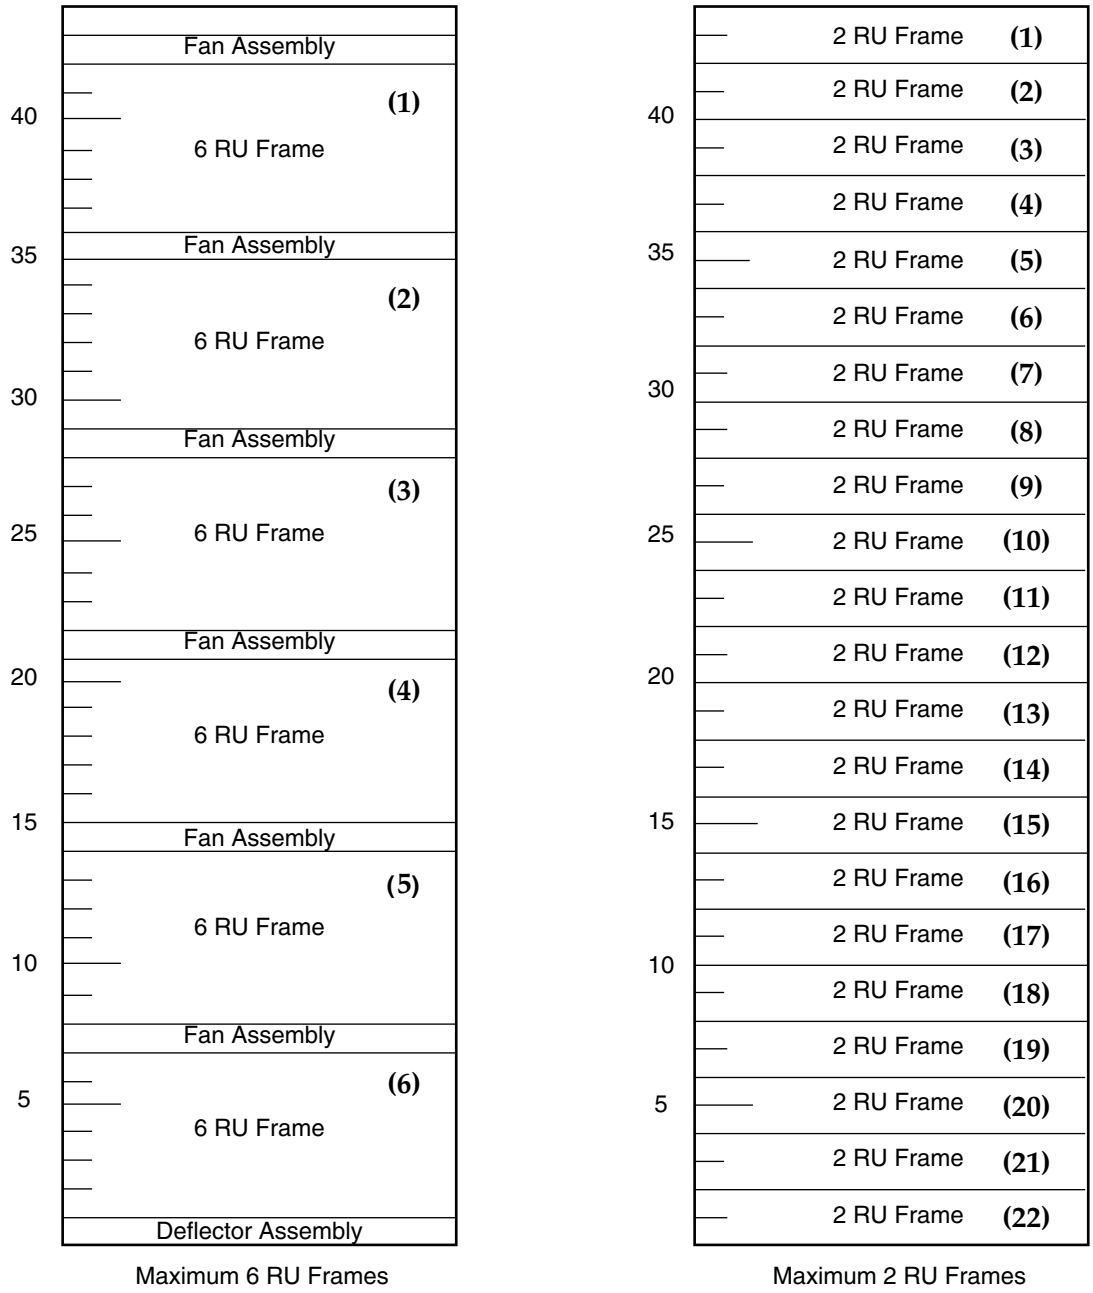 Fan Assembly
(1)
40
6 RU Frame
Fan Assembly
35
(2)
6 RU Frame
30
Fan Assembly
(3)
25
6 RU Frame
Fan Assembly
20
(4)
6 RU Frame
15
Fan Assembly
(5)
6 RU Frame
10
Fan Assembly
(6)
5
6 RU Frame
Deflector Assembly
Maximum 6 RU Frames
2 RU Frame (1)
2 RU Frame (2)
40
2 RU Frame (3)
2 RU Frame (4)
35 2 RU Frame (5)
2 RU Frame (6)
2 RU Frame (7)
30
2 RU Frame (8)
2 RU Frame (9)
25 2 RU Frame (10)
2 RU Frame (11)
2 RU Frame (12)
20
2 RU Frame (13)
2 RU Frame (14)
15 2 RU Frame (15)
2 RU Frame (16)
2 RU Frame (17)
10
2 RU Frame (18)
2 RU Frame (19)
5 2 RU Frame (20)
2 RU Frame (21)
2 RU Frame (22)
Maximum 2 RU Frames